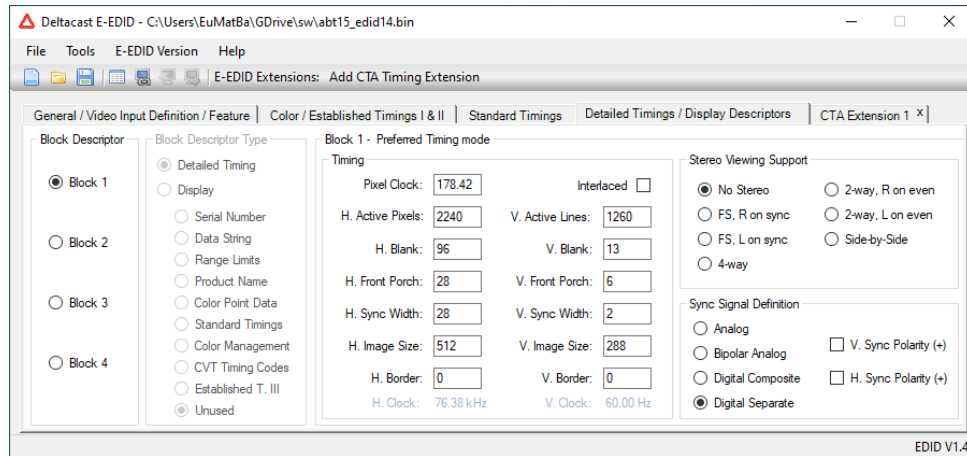 Deltacast E-EDID - C:\Users\EuMatBa\GDrive\sw\abt15_edid14.bin
File Tools E-EDID Version Help
E-EDID Extensions: Add CTA Timing Extension
General / Video Input Definition / Feature Color / Established Timings I & II Standard Timings Detailed Timings / Display Descriptors CTA Extension 1 x
Block Descriptor
Block 1
Block 2
Block 3
Block 4
Block Descriptor Type
Detailed Timing
Display
Serial Number
Data String
Range Limits
Product Name
Color Point Data
Standard Timings
Color Management
CVT Timing Codes
Established T. III
Unused
Block 1 - Preferred Timing mode
Timing
Pixel Clock: 178.42 Interlaced
H. Active Pixels: 2240 V. Active Lines: 1260
H. Blank: 96 V. Blank: 13
H. Front Porch: 28 V. Front Porch: 6
H. Sync Width: 28 V. Sync Width: 2
H. Image Size: 512 V. Image Size: 288
H. Border: 0 V. Border: 0
H. Clock: 76.38 kHz V. Clock: 60.00 Hz
Stereo Viewing Support
No Stereo 2-way, R on even
FS, R on sync 2-way, L on even
FS, L on sync Side-by-Side
4-way
Sync Signal Definition
Analog
Bipolar Analog
Digital Composite
Digital Separate
V. Sync Polarity (+)
H. Sync Polarity (+)
EDID V1.4